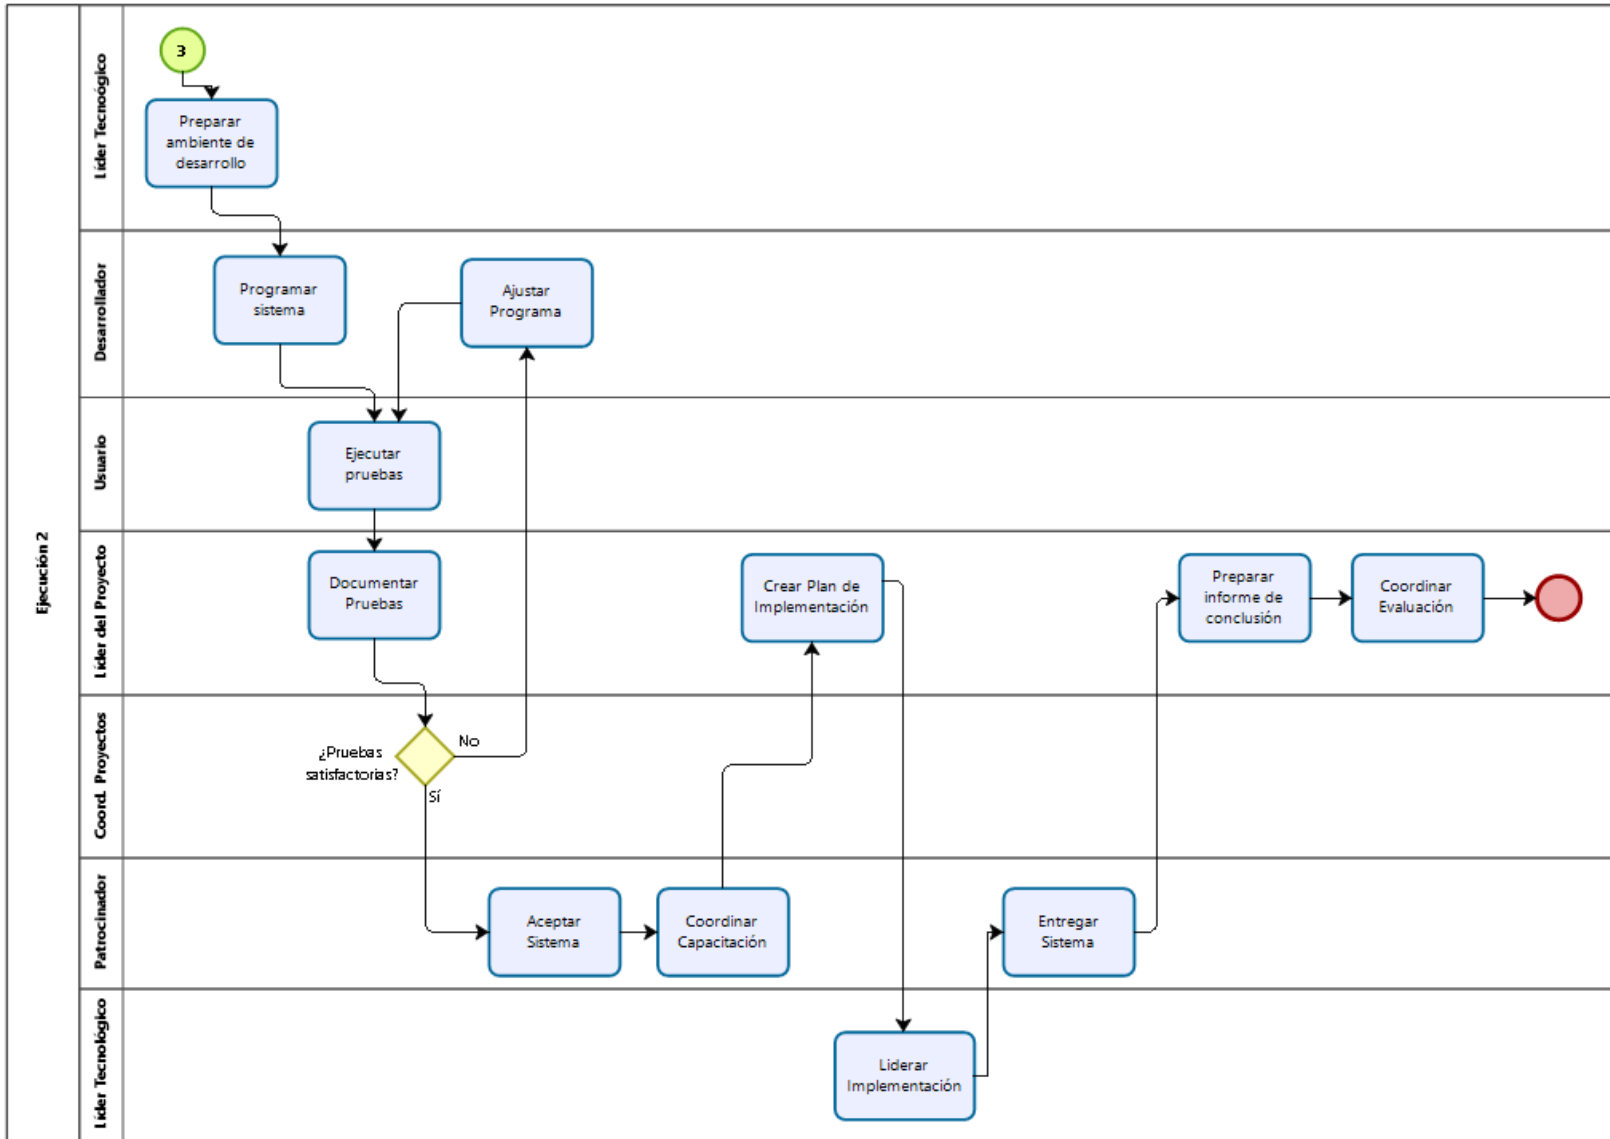 Ejecución 2
Líder Tecnoógico
3
Preparar
ambiente de
desarrollo
Desarrollador
Programar
sistema
Ajustar
Programa
Usuario
Ejecutar
pruebas
Líder del Proyecto
Documentar
Pruebas
Crear Plan de
Implementación
Preparar
informe de
conclusión
Coordinar
Evaluación
Coord. Proyectos
¿Pruebas
satisfactorias?
No
Sí
Patrocinador
Aceptar
Sistema
Coordinar
Capacitación
Entregar
Sistema
Líder Tecnológico
Liderar
Implementación